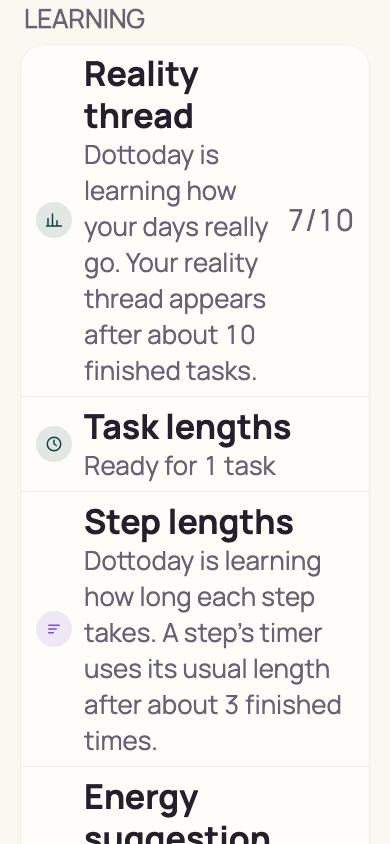 LEARNING
Reality
thread
Dottoday is
learning how
your days really
go. Your reality
thread appears
after about 10
finished tasks.
7/10
Task lengths
Ready for 1 task
Step lengths
Dottoday is learning
how long each step
takes. A step's timer
uses its usual length
after about 3 finished
times.
Energy
suggestion